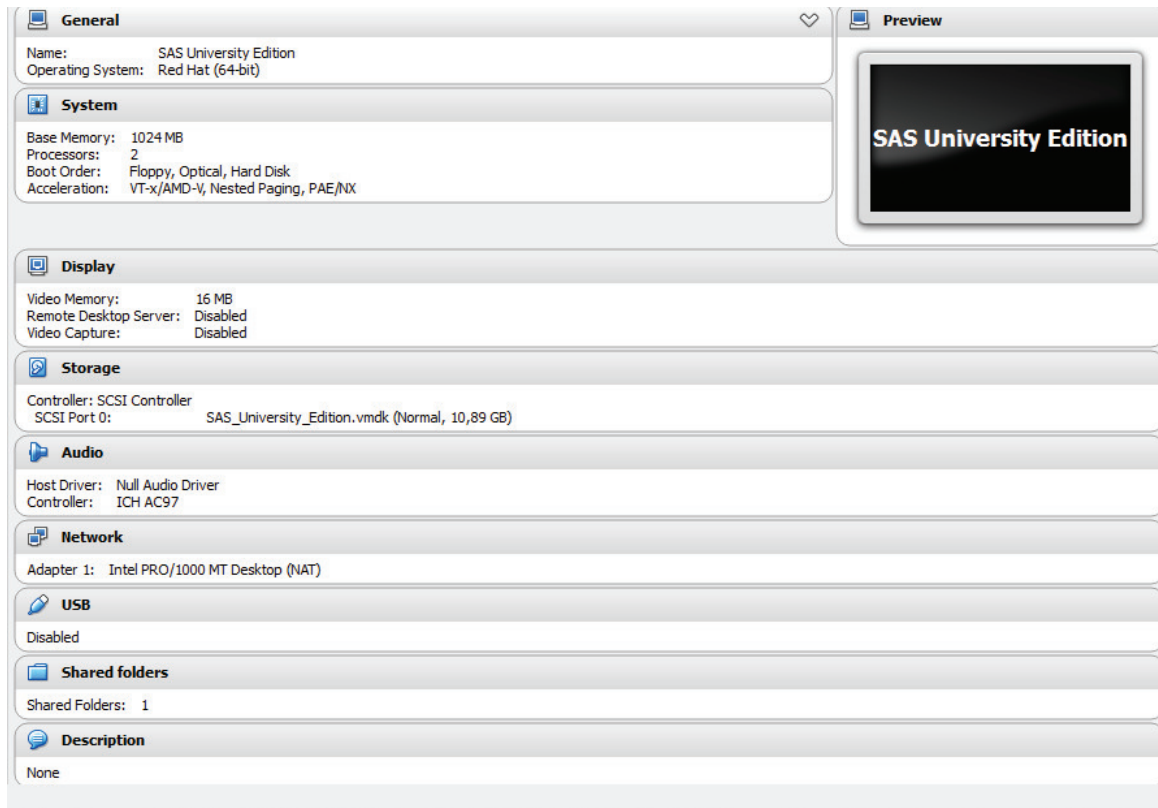 General
Name: SAS University Edition
Operating System: Red Hat (64-bit)
System
Base Memory: 1024 MB
Processors: 2
Boot Order: Floppy, Optical, Hard Disk
Acceleration: VT-x/AMD-V, Nested Paging, PAE/NX
Preview
SAS University Edition
Display
Video Memory: 16 MB
Remote Desktop Server: Disabled
Video Capture: Disabled
Storage
Controller: SCSI Controller
SCSI Port 0: SAS_University_Edition.vmdk (Normal, 10,89 GB)
Audio
Host Driver: Null Audio Driver
Controller: ICH AC97
Network
Adapter 1: Intel PRO/1000 MT Desktop (NAT)
USB
Disabled
Shared folders
Shared Folders: 1
Description
None